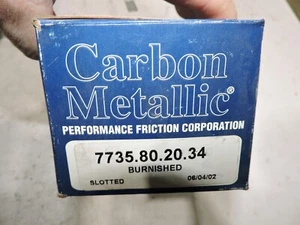 Carbon
Metallic®
PERFORMANCE FRICTION CORPORATION
7735.80.20.34
BURNISHED
SLOTTED 06/04/02